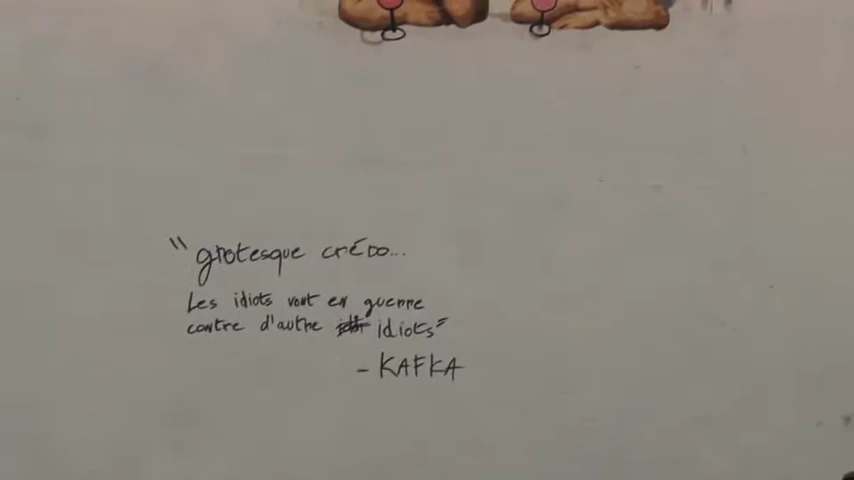 "grotesque crédo...
Les idiots vont en guerre
contre d'autre idiots"
- KAFKA